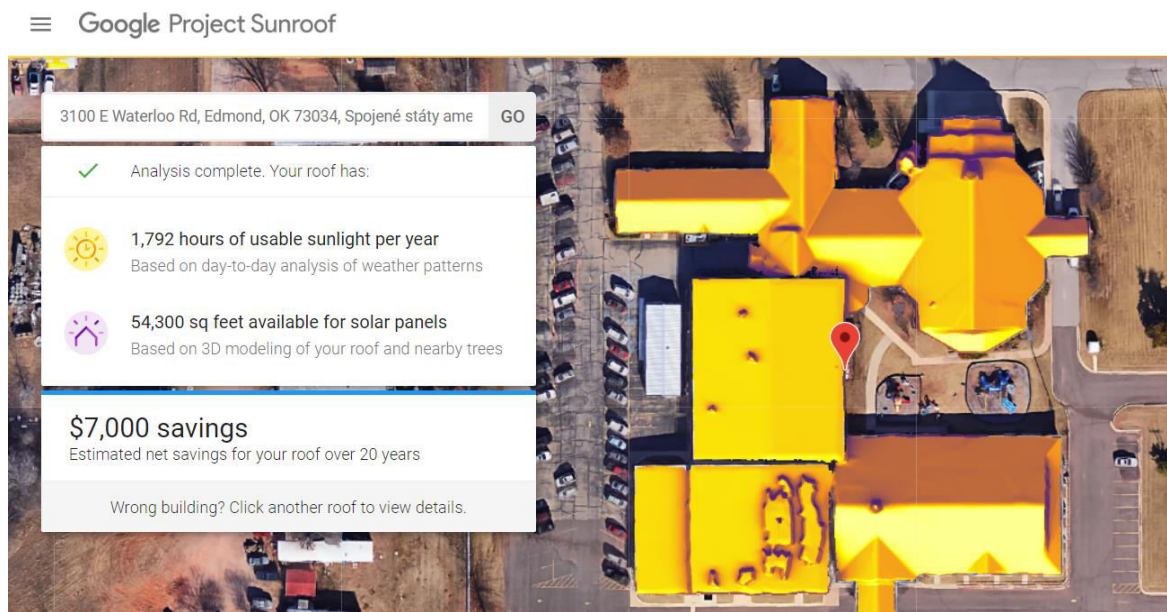 Google Project Sunroof
3100 E Waterloo Rd, Edmond, OK 73034, Spojené státy ame
GO
Analysis complete. Your roof has:
1,792 hours of usable sunlight per year
Based on day-to-day analysis of weather patterns
54,300 sq feet available for solar panels
Based on 3D modeling of your roof and nearby trees
$7,000 savings
Estimated net savings for your roof over 20 years
Wrong building? Click another roof to view details.